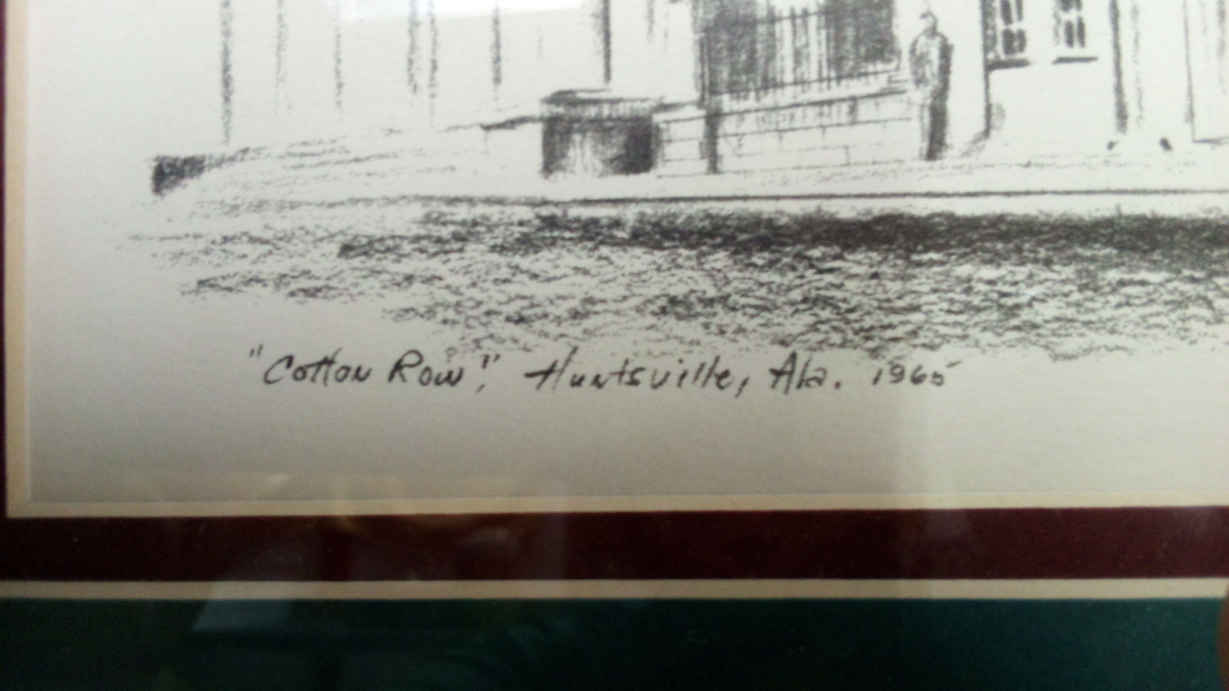 "Cotton Row," Huntsville, Ala. 1965